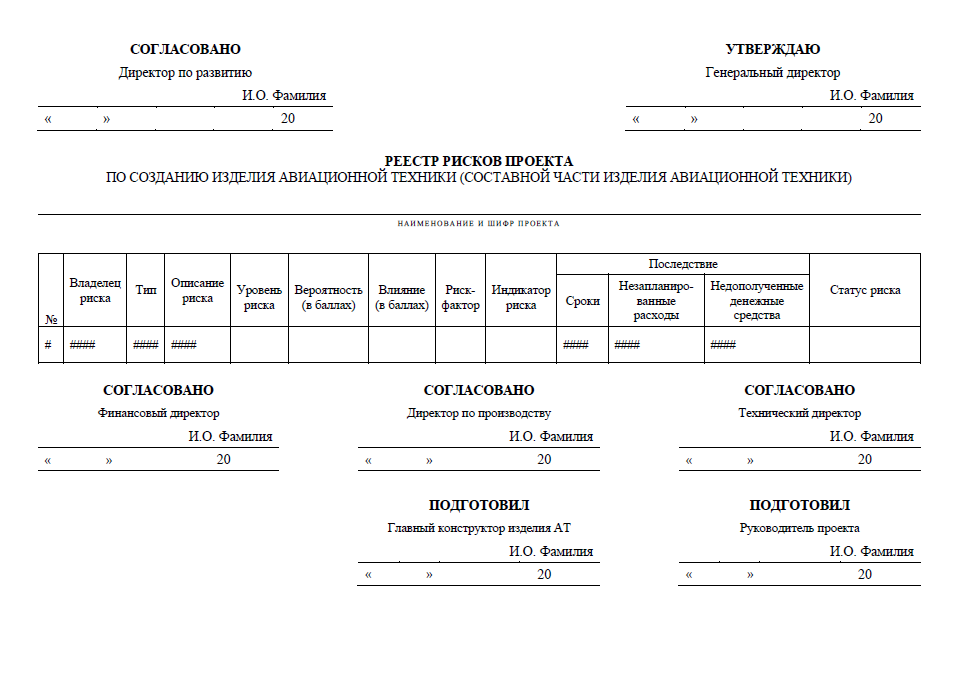 СОГЛАСОВАНО
Директор по развитию
И.О. Фамилия
« » 20
УТВЕРЖДАЮ
Генеральный директор
И.О. Фамилия
« » 20
РЕЕСТР РИСКОВ ПРОЕКТА
ПО СОЗДАНИЮ ИЗДЕЛИЯ АВИАЦИОННОЙ ТЕХНИКИ (СОСТАВНОЙ ЧАСТИ ИЗДЕЛИЯ АВИАЦИОННОЙ ТЕХНИКИ)
НАИМЕНОВАНИЕ И ШИФР ПРОЕКТА
№
Владелец
риска
Тип
Описание
риска
Уровень
риска
Вероятность
(в баллах)
Влияние
(в баллах)
Риск-
фактор
Индикатор
риска
Последствие
Сроки
Незапланиро-
ванные
расходы
Недополученные
денежные
средства
Статус риска
# #### #### #### #### #### ####
СОГЛАСОВАНО
Финансовый директор
И.О. Фамилия
« » 20
СОГЛАСОВАНО
Директор по производству
И.О. Фамилия
« » 20
СОГЛАСОВАНО
Технический директор
И.О. Фамилия
« » 20
ПОДГОТОВИЛ
Главный конструктор изделия АТ
И.О. Фамилия
« » 20
ПОДГОТОВИЛ
Руководитель проекта
И.О. Фамилия
« » 20